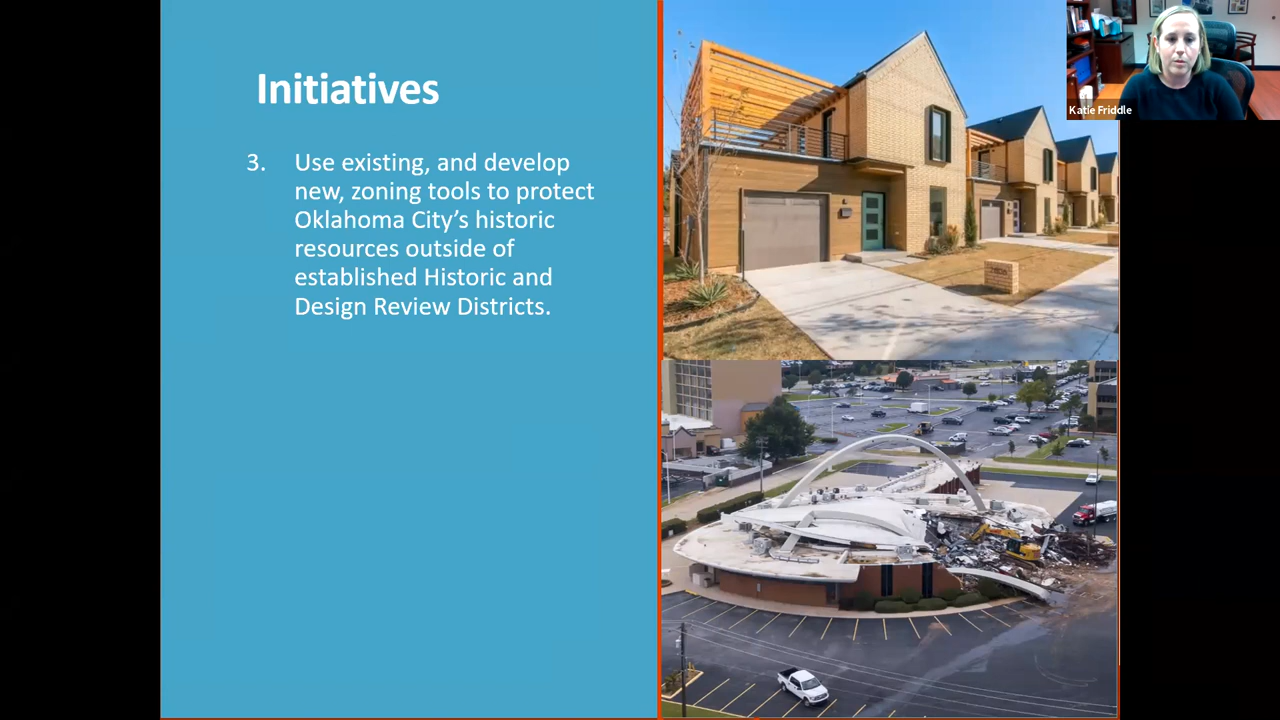 Initiatives
3. Use existing, and develop
new, zoning tools to protect
Oklahoma City’s historic
resources outside of
established Historic and
Design Review Districts.
Katie Friddle